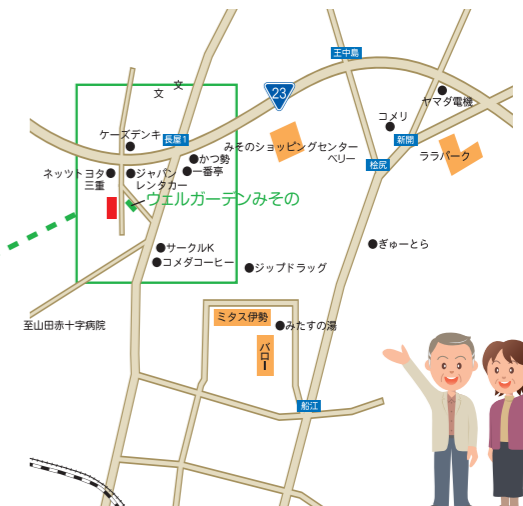 王中島
文
文
23
ヤマダ電機
コメリ
ケーズデンキ
長屋1
新開
みそのショッピングセンター
ベリー
かつ勢
ララパーク
桧尻
一番亭
ネッツトヨタ
三重
ジャパン
レンタカー
ウェルガーデンみその
サークルK
ぎゅーとら
コメダコーヒー
ジップドラッグ
ミタス伊勢
至山田赤十字病院
みたすの湯
バロー
船江